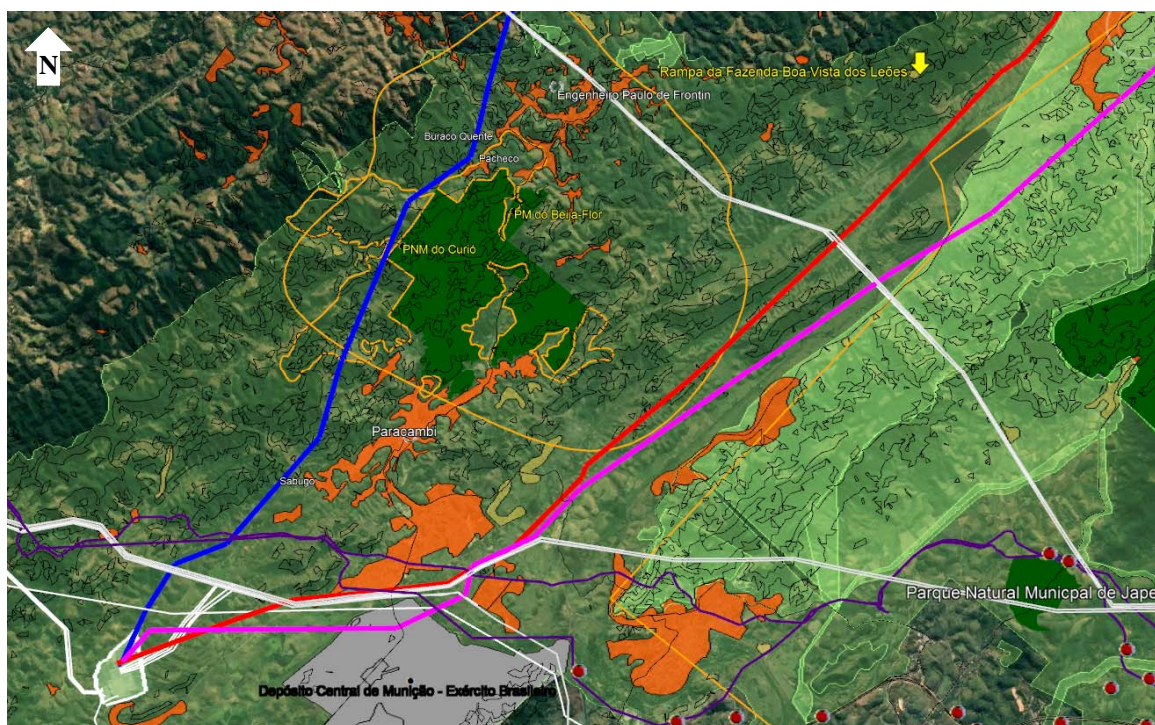 N
Rampa da Fazenda Boa Vista dos Leões
Engenheiro Paulo de Frontin
Buraco Quente
Pacheco
PM do Beija-Flor
PNM do Curió
Paracambi
Sabugo
Parque Natural Municpal de Jape
Depósito Central de Munição - Exército Brasileiro